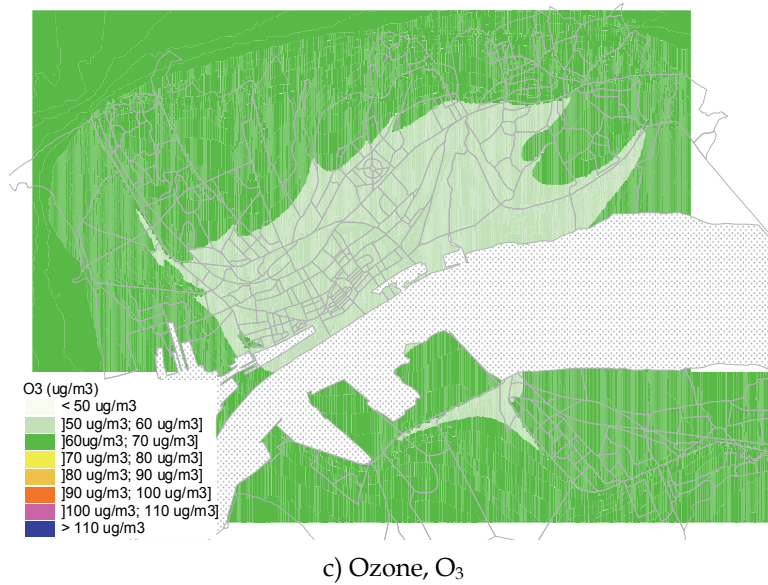 O3 (ug/m3)
< 50 ug/m3
]50 ug/m3; 60 ug/m3]
]60ug/m3; 70 ug/m3]
]70 ug/m3; 80 ug/m3]
]80 ug/m3; 90 ug/m3]
]90 ug/m3; 100 ug/m3]
]100 ug/m3; 110 ug/m3]
> 110 ug/m3
c) Ozone, O₃